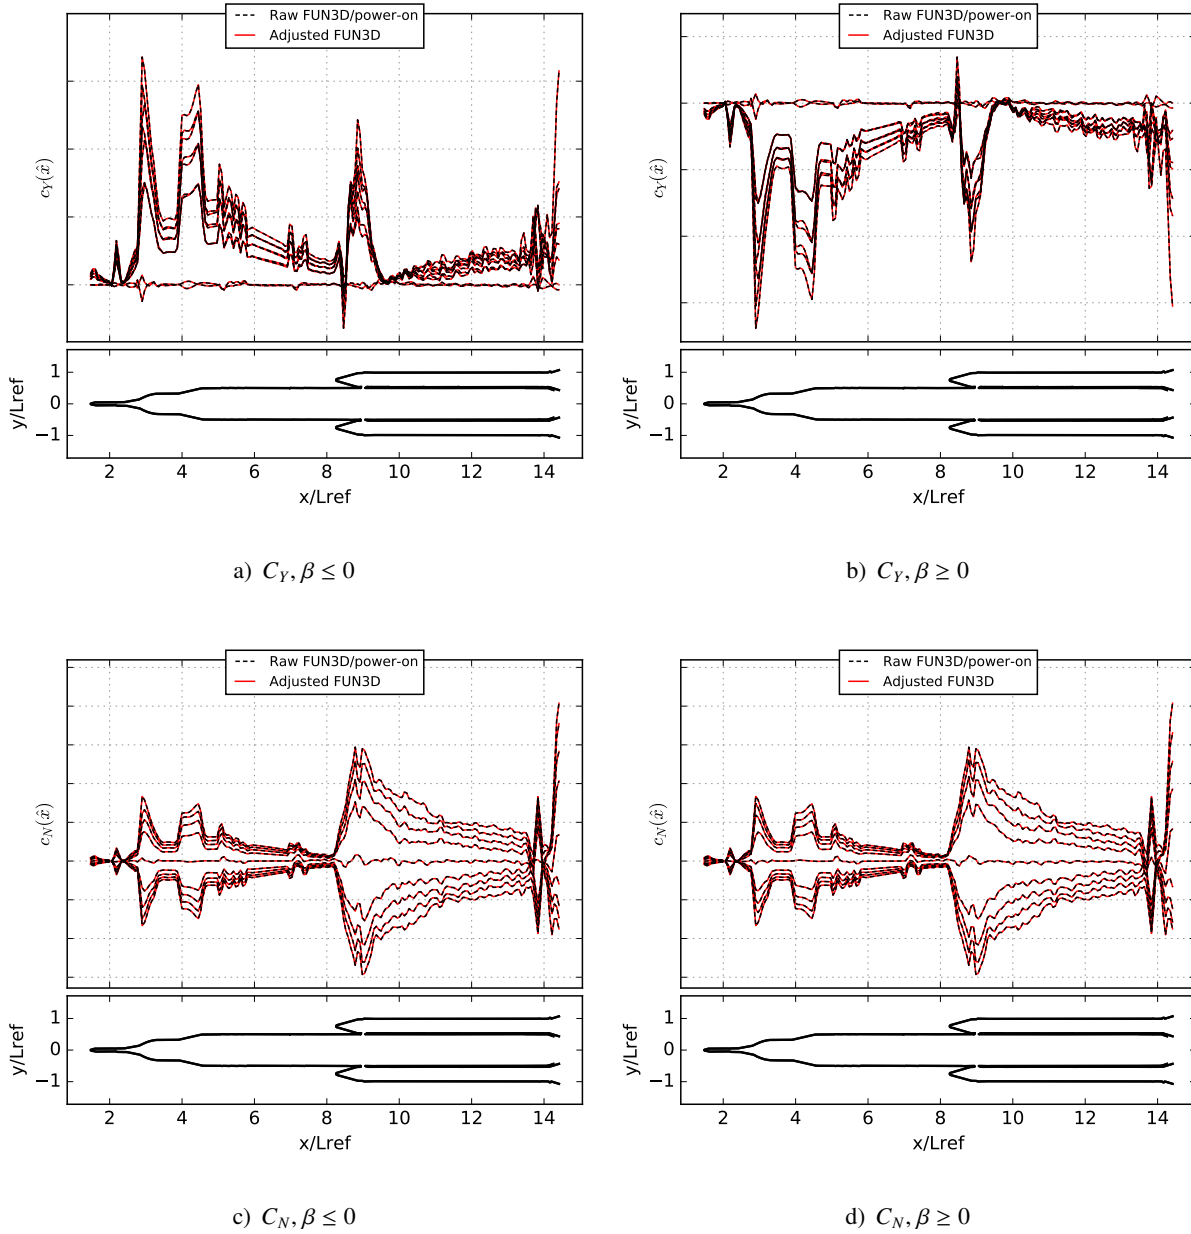 Raw FUN3D/power-on
Adjusted FUN3D
c_Y(x̂)
1
0
−1
y/Lref
2 4 6 8 10 12 14
x/Lref
a) C_Y, β ≤ 0
Raw FUN3D/power-on
Adjusted FUN3D
c_Y(x̂)
1
0
−1
y/Lref
2 4 6 8 10 12 14
x/Lref
b) C_Y, β ≥ 0
Raw FUN3D/power-on
Adjusted FUN3D
c_N(x̂)
1
0
−1
y/Lref
2 4 6 8 10 12 14
x/Lref
c) C_N, β ≤ 0
Raw FUN3D/power-on
Adjusted FUN3D
c_N(x̂)
1
0
−1
y/Lref
2 4 6 8 10 12 14
x/Lref
d) C_N, β ≥ 0